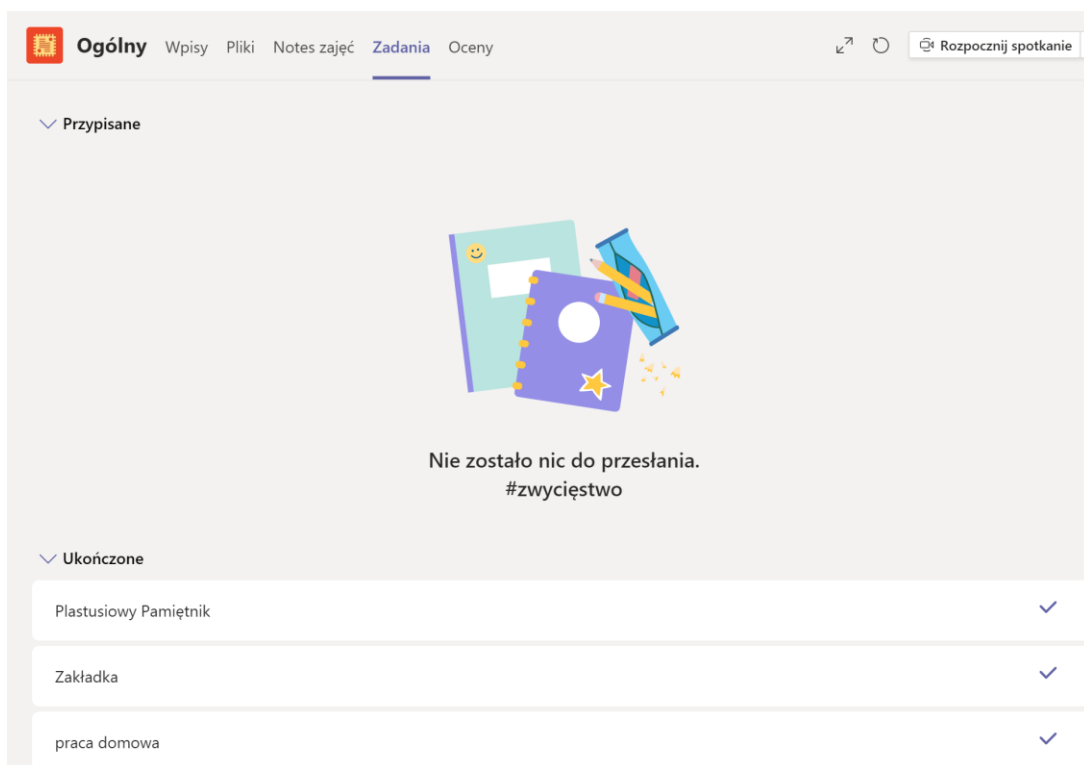 Ogólny Wpisy Pliki Notes zajęć Zadania Oceny Rozpocznij spotkanie
Przypisane
Nie zostało nic do przesłania.
#zwycięstwo
Ukończone
Plastusiowy Pamiętnik
Zakładka
praca domowa